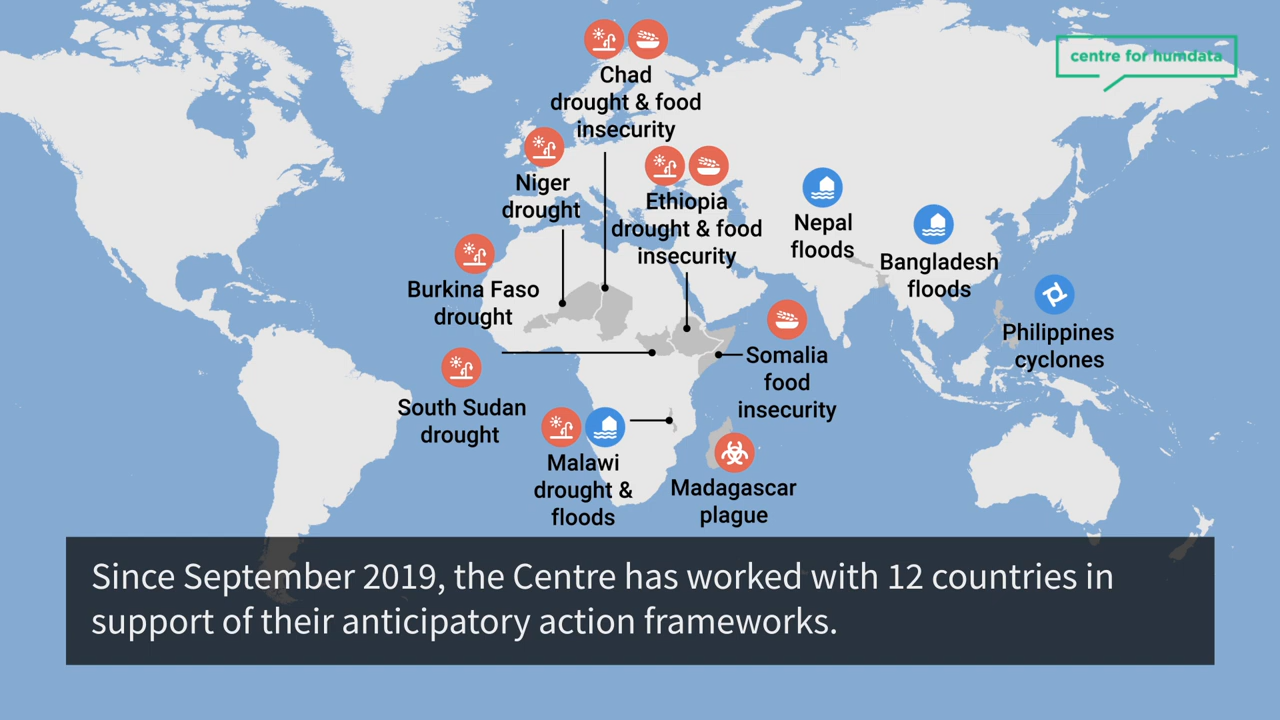 centre for humdata
Chad
drought & food
insecurity
Niger
drought
Ethiopia
drought & food
insecurity
Nepal
floods
Bangladesh
floods
Burkina Faso
drought
Philippines
cyclones
Somalia
food
insecurity
South Sudan
drought
Malawi
drought &
floods
Madagascar
plague
Since September 2019, the Centre has worked with 12 countries in
support of their anticipatory action frameworks.